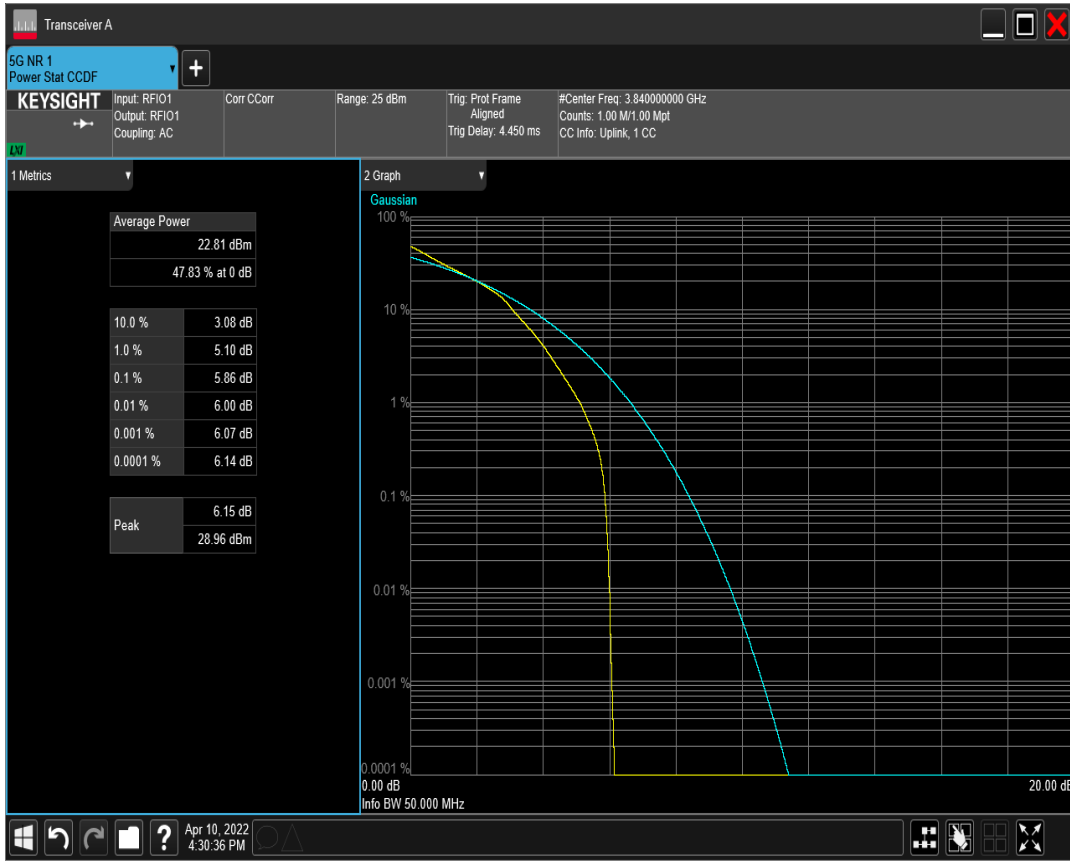 Transceiver A
5G NR 1
Power Stat CCDF
KEYSIGHT
LXI
Input: RFIO1
Output: RFIO1
Coupling: AC
Corr CCorr
Range: 25 dBm
Trig: Prot Frame
Aligned
Trig Delay: 4.450 ms
#Center Freq: 3.840000000 GHz
Counts: 1.00 M/1.00 Mpt
CC Info: Uplink, 1 CC
1 Metrics
Average Power
22.81 dBm
47.83 % at 0 dB
10.0 % 3.08 dB
1.0 % 5.10 dB
0.1 % 5.86 dB
0.01 % 6.00 dB
0.001 % 6.07 dB
0.0001 % 6.14 dB
Peak 6.15 dB
28.96 dBm
2 Graph
Gaussian
100 %
10 %
1 %
0.1 %
0.01 %
0.001 %
0.0001 %
0.00 dB 20.00 dB
Info BW 50.000 MHz
?
Apr 10, 2022
4:30:36 PM